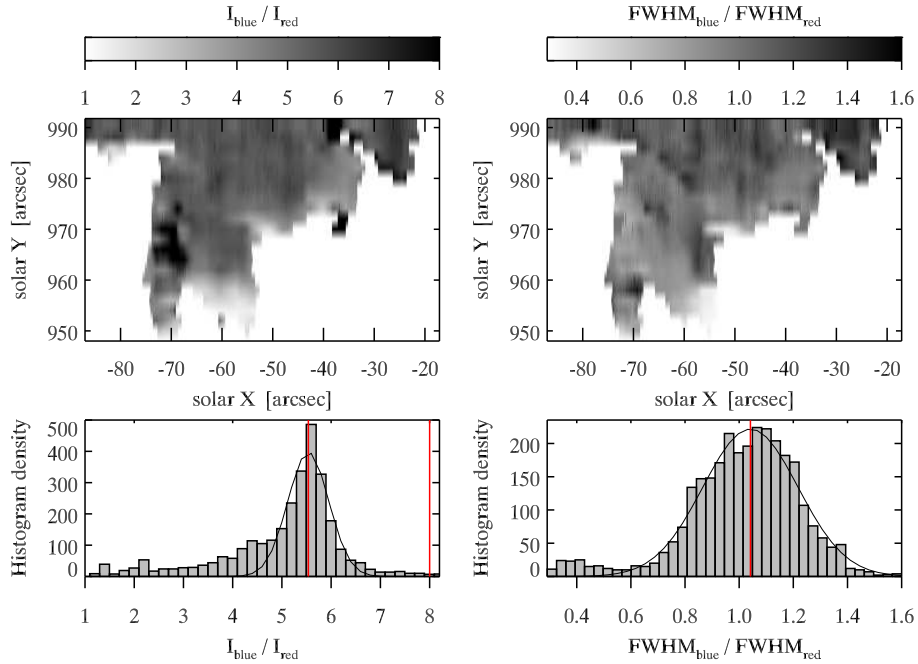 I_blue / I_red
FWHM_blue / FWHM_red
1 2 3 4 5 6 7 8
0.4 0.6 0.8 1.0 1.2 1.4 1.6
solar Y [arcsec]
990
980
970
960
950
-80 -70 -60 -50 -40 -30 -20
solar X [arcsec]
solar Y [arcsec]
990
980
970
960
950
-80 -70 -60 -50 -40 -30 -20
solar X [arcsec]
Histogram density
500
400
300
200
100
0
1 2 3 4 5 6 7 8
I_blue / I_red
Histogram density
200
150
100
50
0
0.4 0.6 0.8 1.0 1.2 1.4 1.6
FWHM_blue / FWHM_red